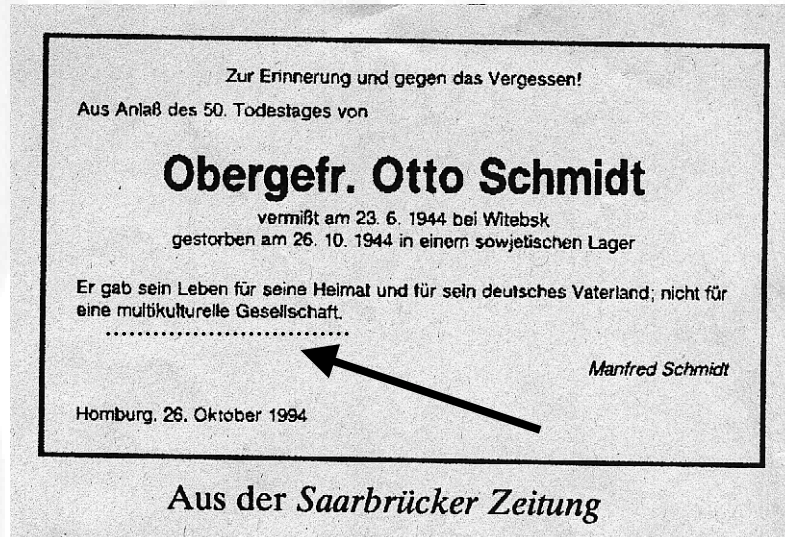 Zur Erinnerung und gegen das Vergessen!
Aus Anlaß des 50. Todestages von
Obergefr. Otto Schmidt
vermißt am 23. 6. 1944 bei Witebsk
gestorben am 26. 10. 1944 in einem sowjetischen Lager
Er gab sein Leben für seine Heimat und für sein deutsches Vaterland; nicht für
eine multikulturelle Gesellschaft.
Manfred Schmidt
Homburg, 26. Oktober 1994
Aus der Saarbrücker Zeitung